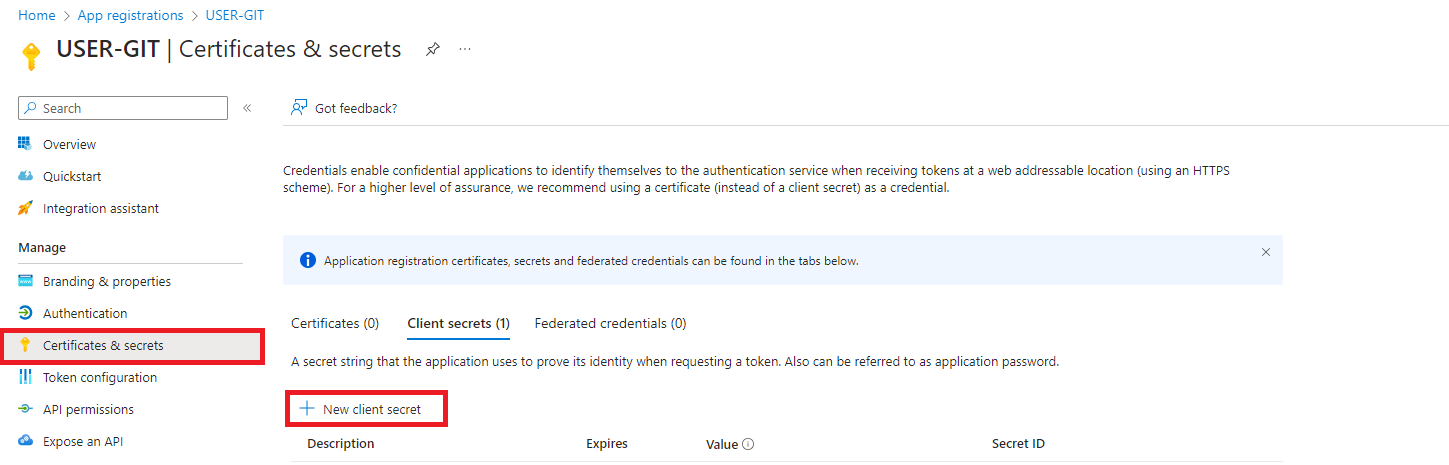 Home > App registrations > USER-GIT
USER-GIT | Certificates & secrets
...
Search
«
Got feedback?
Overview
Quickstart
Integration assistant
Manage
Branding & properties
Authentication
Certificates & secrets
Token configuration
API permissions
Expose an API
Credentials enable confidential applications to identify themselves to the authentication service when receiving tokens at a web addressable location (using an HTTPS
scheme). For a higher level of assurance, we recommend using a certificate (instead of a client secret) as a credential.
Application registration certificates, secrets and federated credentials can be found in the tabs below.
Certificates (0) Client secrets (1) Federated credentials (0)
A secret string that the application uses to prove its identity when requesting a token. Also can be referred to as application password.
+ New client secret
Description Expires Value Secret ID